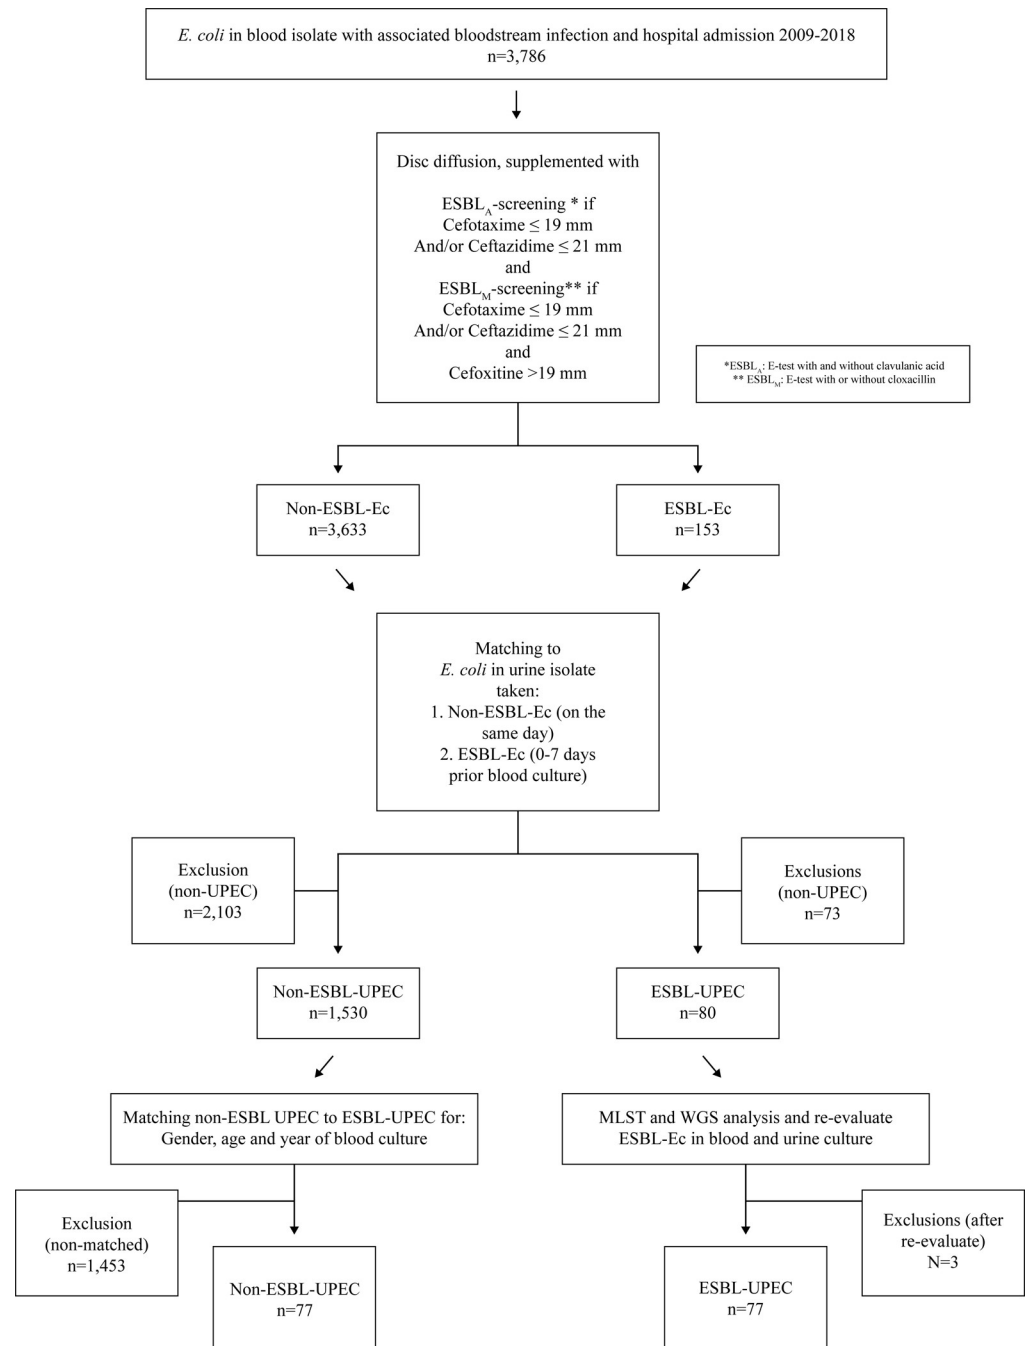 E. coli in blood isolate with associated bloodstream infection and hospital admission 2009-2018
n=3,786
Disc diffusion, supplemented with
ESBLA-screening * if
Cefotaxime ≤ 19 mm
And/or Ceftazidime ≤ 21 mm
and
ESBLM-screening** if
Cefotaxime ≤ 19 mm
And/or Ceftazidime ≤ 21 mm
and
Cefoxitine >19 mm
*ESBLA: E-test with and without clavulanic acid
** ESBLM: E-test with or without cloxacillin
Non-ESBL-Ec
n=3,633
ESBL-Ec
n=153
Matching to
E. coli in urine isolate
taken:
1. Non-ESBL-Ec (on the
same day)
2. ESBL-Ec (0-7 days
prior blood culture)
Exclusion
(non-UPEC)
n=2,103
Exclusions
(non-UPEC)
n=73
Non-ESBL-UPEC
n=1,530
ESBL-UPEC
n=80
Matching non-ESBL UPEC to ESBL-UPEC for:
Gender, age and year of blood culture
MLST and WGS analysis and re-evaluate
ESBL-Ec in blood and urine culture
Exclusion
(non-matched)
n=1,453
Exclusions (after
re-evaluate)
N=3
Non-ESBL-UPEC
n=77
ESBL-UPEC
n=77